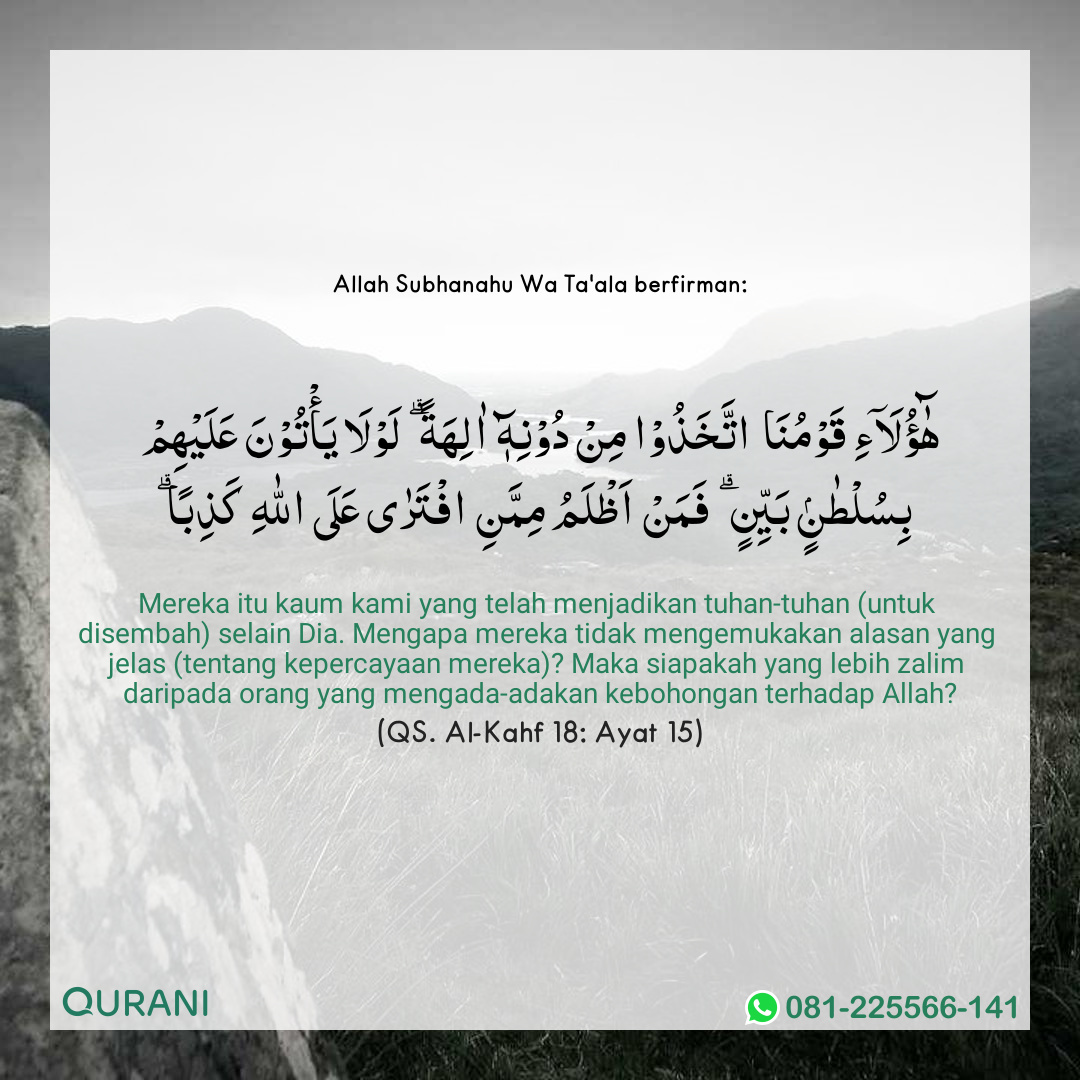 Allah Subhanahu Wa Ta'ala berfirman:
هٰۤؤُلَآءِ قَوْمُنَا اتَّخَذُوْا مِنْ دُوْنِهٖۤ اٰلِهَةً ۗ لَوْلَا يَأْتُوْنَ عَلَيْهِمْ
بِسُلْطٰنٍۢ بَيِّنٍ ۗ فَمَنْ اَظْلَمُ مِمَّنِ افْتَرٰى عَلَى اللّٰهِ كَذِبًا ۗ
Mereka itu kaum kami yang telah menjadikan tuhan-tuhan (untuk
disembah) selain Dia. Mengapa mereka tidak mengemukakan alasan yang
jelas (tentang kepercayaan mereka)? Maka siapakah yang lebih zalim
daripada orang yang mengada-adakan kebohongan terhadap Allah?
(QS. Al-Kahf 18: Ayat 15)
QURANI
081-225566-141